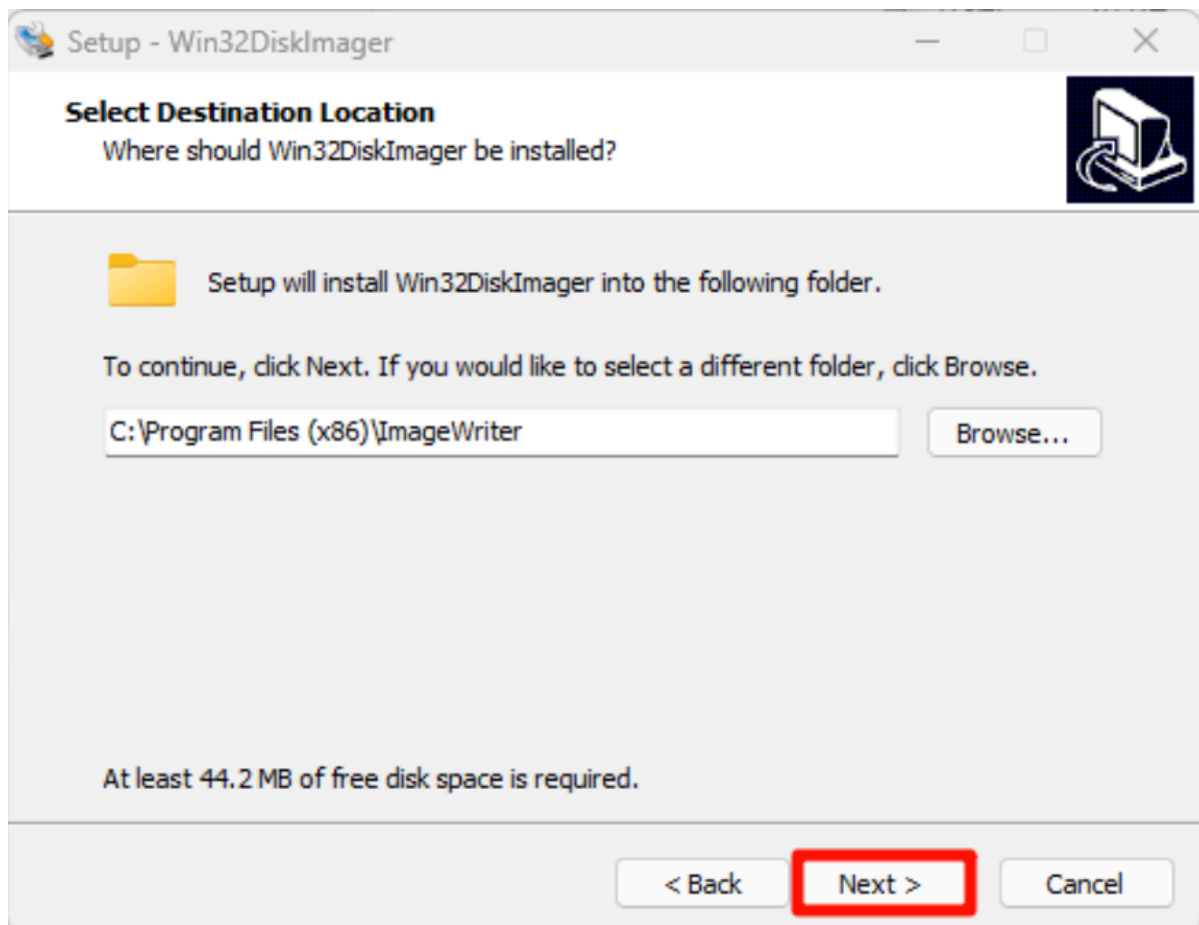 Setup - Win32DiskImager
Select Destination Location
Where should Win32DiskImager be installed?
Setup will install Win32DiskImager into the following folder.
To continue, click Next. If you would like to select a different folder, click Browse.
C:\Program Files (x86)\ImageWriter
Browse...
At least 44.2 MB of free disk space is required.
< Back
Next >
Cancel